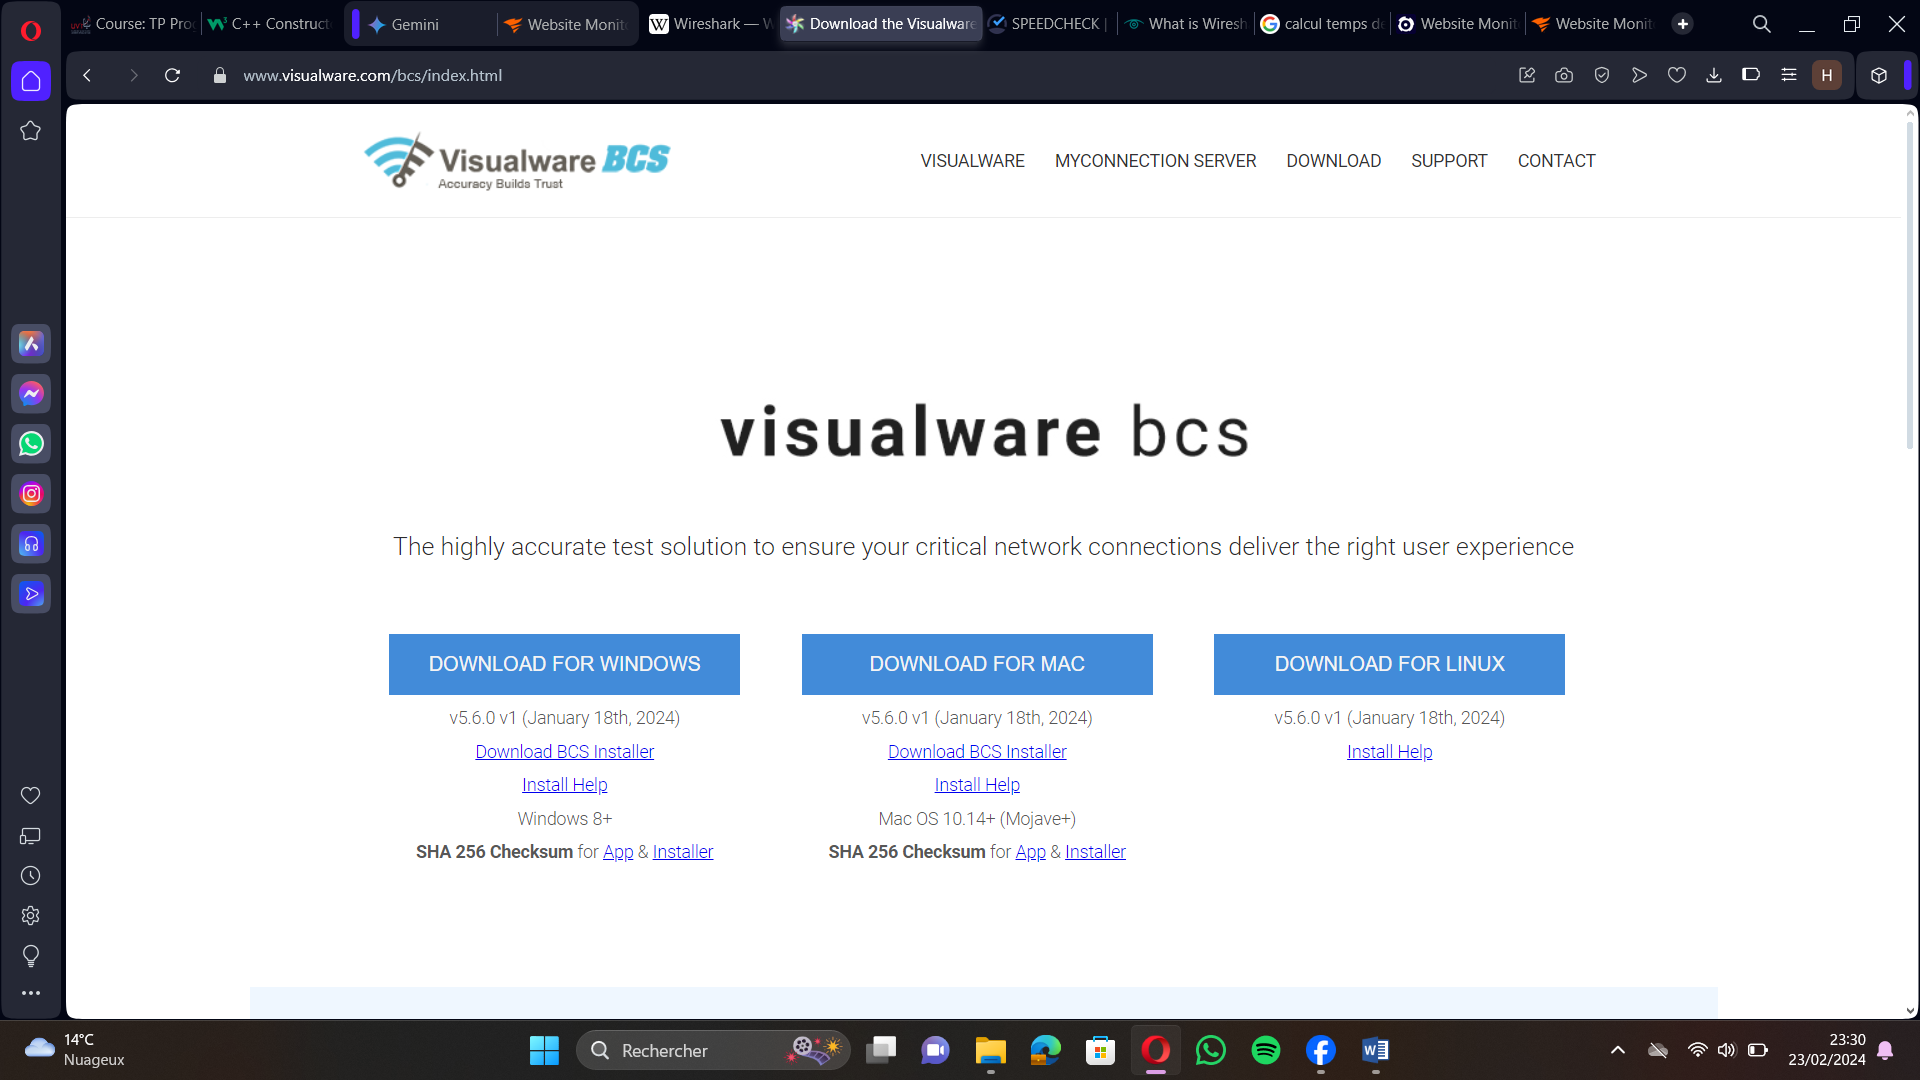 Course: TP Pro
C++ Construct
Gemini
Website Monit
Wireshark — W
Download the Visualware
SPEEDCHECK |
What is Wiresh
calcul temps de
Website Monit
Website Monit
www.visualware.com/bcs/index.html
H
Visualware BCS
Accuracy Builds Trust
VISUALWARE
MYCONNECTION SERVER
DOWNLOAD
SUPPORT
CONTACT
visualware bcs
The highly accurate test solution to ensure your critical network connections deliver the right user experience
DOWNLOAD FOR WINDOWS
v5.6.0 v1 (January 18th, 2024)
Download BCS Installer
Install Help
Windows 8+
SHA 256 Checksum for App & Installer
DOWNLOAD FOR MAC
v5.6.0 v1 (January 18th, 2024)
Download BCS Installer
Install Help
Mac OS 10.14+ (Mojave+)
SHA 256 Checksum for App & Installer
DOWNLOAD FOR LINUX
v5.6.0 v1 (January 18th, 2024)
Install Help
14°C
Nuageux
Rechercher
23:30
23/02/2024